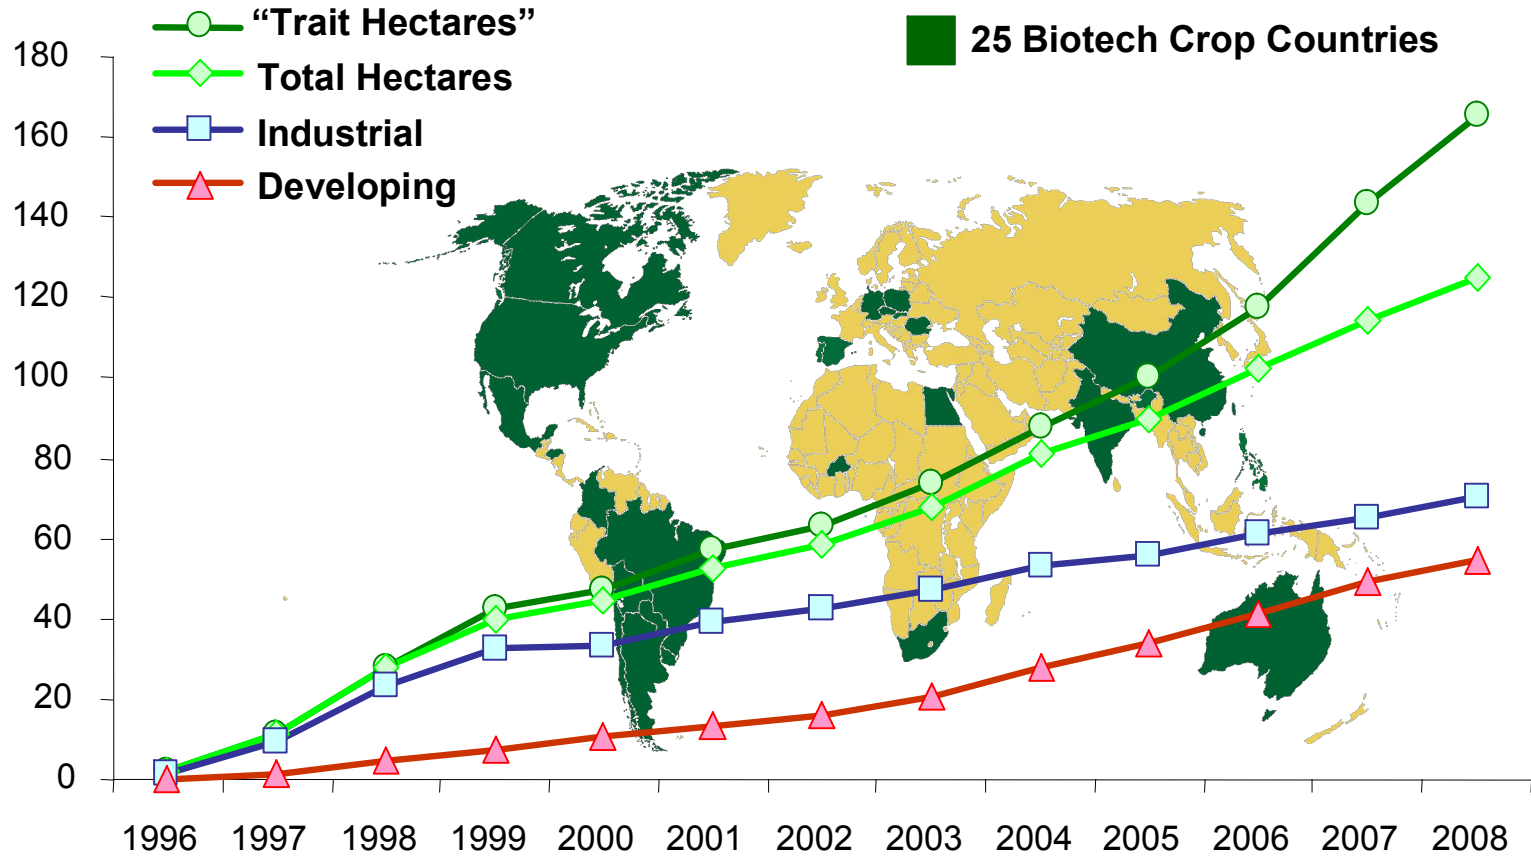 “Trait Hectares”
Total Hectares
Industrial
Developing
25 Biotech Crop Countries
180
160
140
120
100
80
60
40
20
0
1996 1997 1998 1999 2000 2001 2002 2003 2004 2005 2006 2007 2008